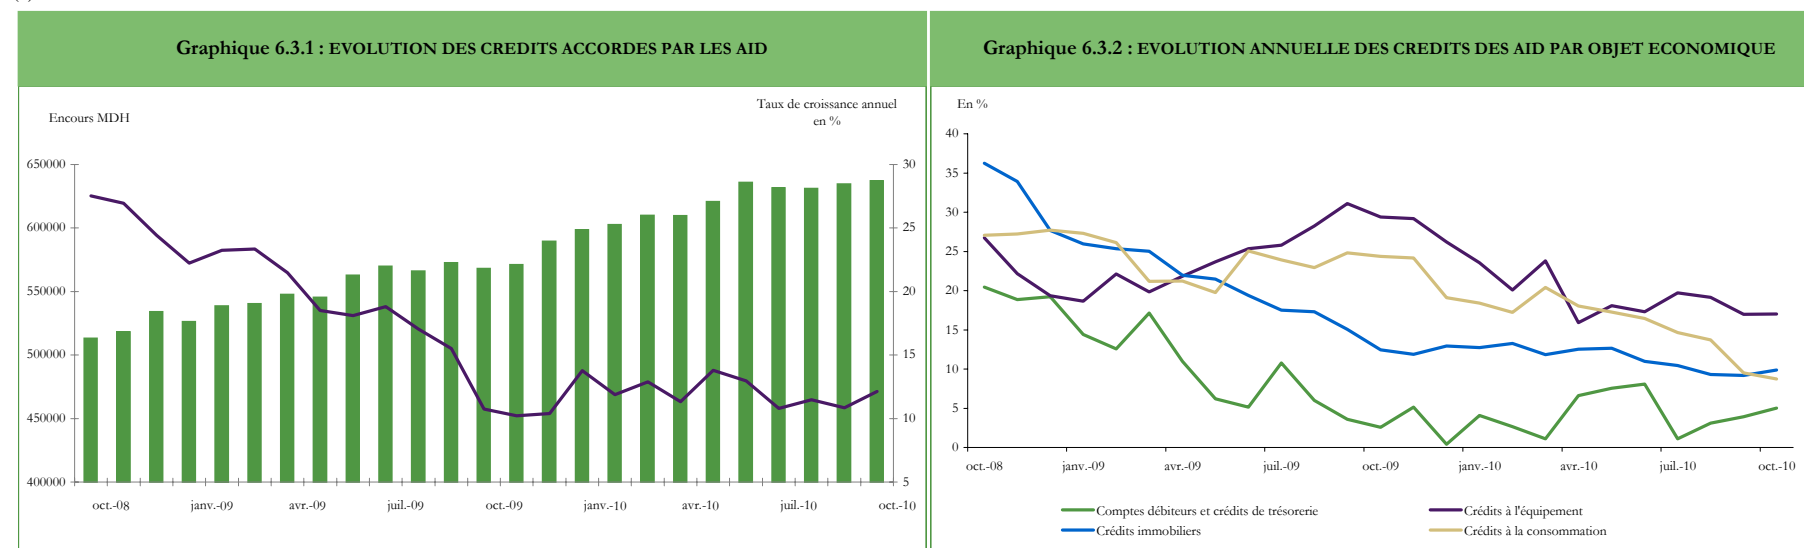 Graphique 6.3.1 : EVOLUTION DES CREDITS ACCORDES PAR LES AID
Encours MDH
Taux de croissance annuel
en %
650000
600000
550000
500000
450000
400000
30
25
20
15
10
5
oct.-08 janv.-09 avr.-09 juil.-09 oct.-09 janv.-10 avr.-10 juil.-10 oct.-10
Graphique 6.3.2 : EVOLUTION ANNUELLE DES CREDITS DES AID PAR OBJET ECONOMIQUE
En %
40
35
30
25
20
15
10
5
0
oct.-08 janv.-09 avr.-09 juil.-09 oct.-09 janv.-10 avr.-10 juil.-10 oct.-10
Comptes débiteurs et crédits de trésorerie
Crédits à l'équipement
Crédits immobiliers
Crédits à la consommation